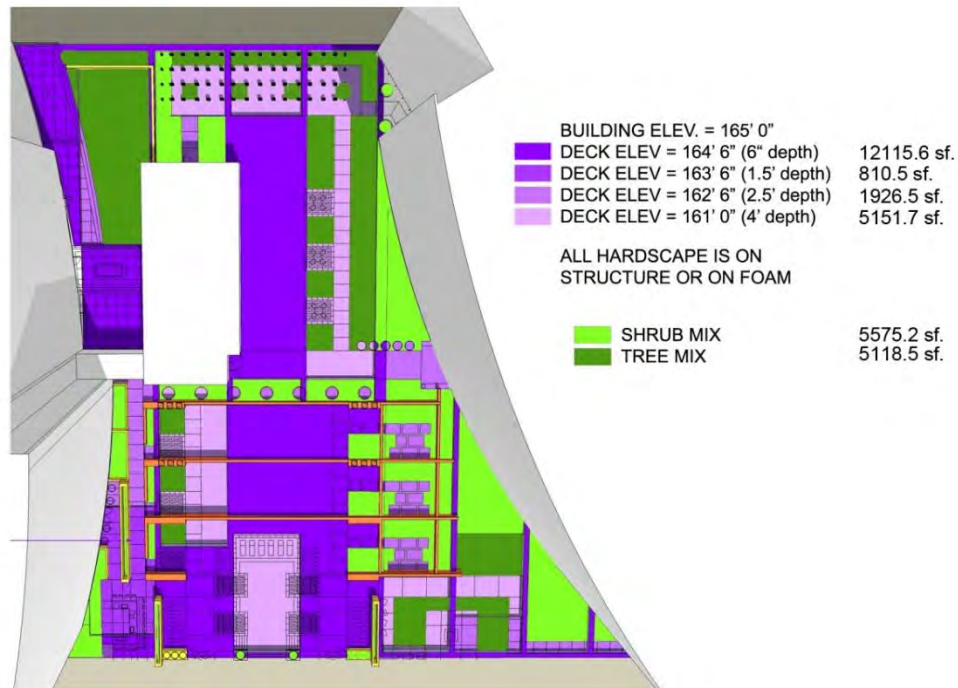 BUILDING ELEV. = 165' 0"
DECK ELEV = 164' 6" (6" depth) 12115.6 sf.
DECK ELEV = 163' 6" (1.5' depth) 810.5 sf.
DECK ELEV = 162' 6" (2.5' depth) 1926.5 sf.
DECK ELEV = 161' 0" (4' depth) 5151.7 sf.
ALL HARDSCAPE IS ON
STRUCTURE OR ON FOAM
SHRUB MIX 5575.2 sf.
TREE MIX 5118.5 sf.